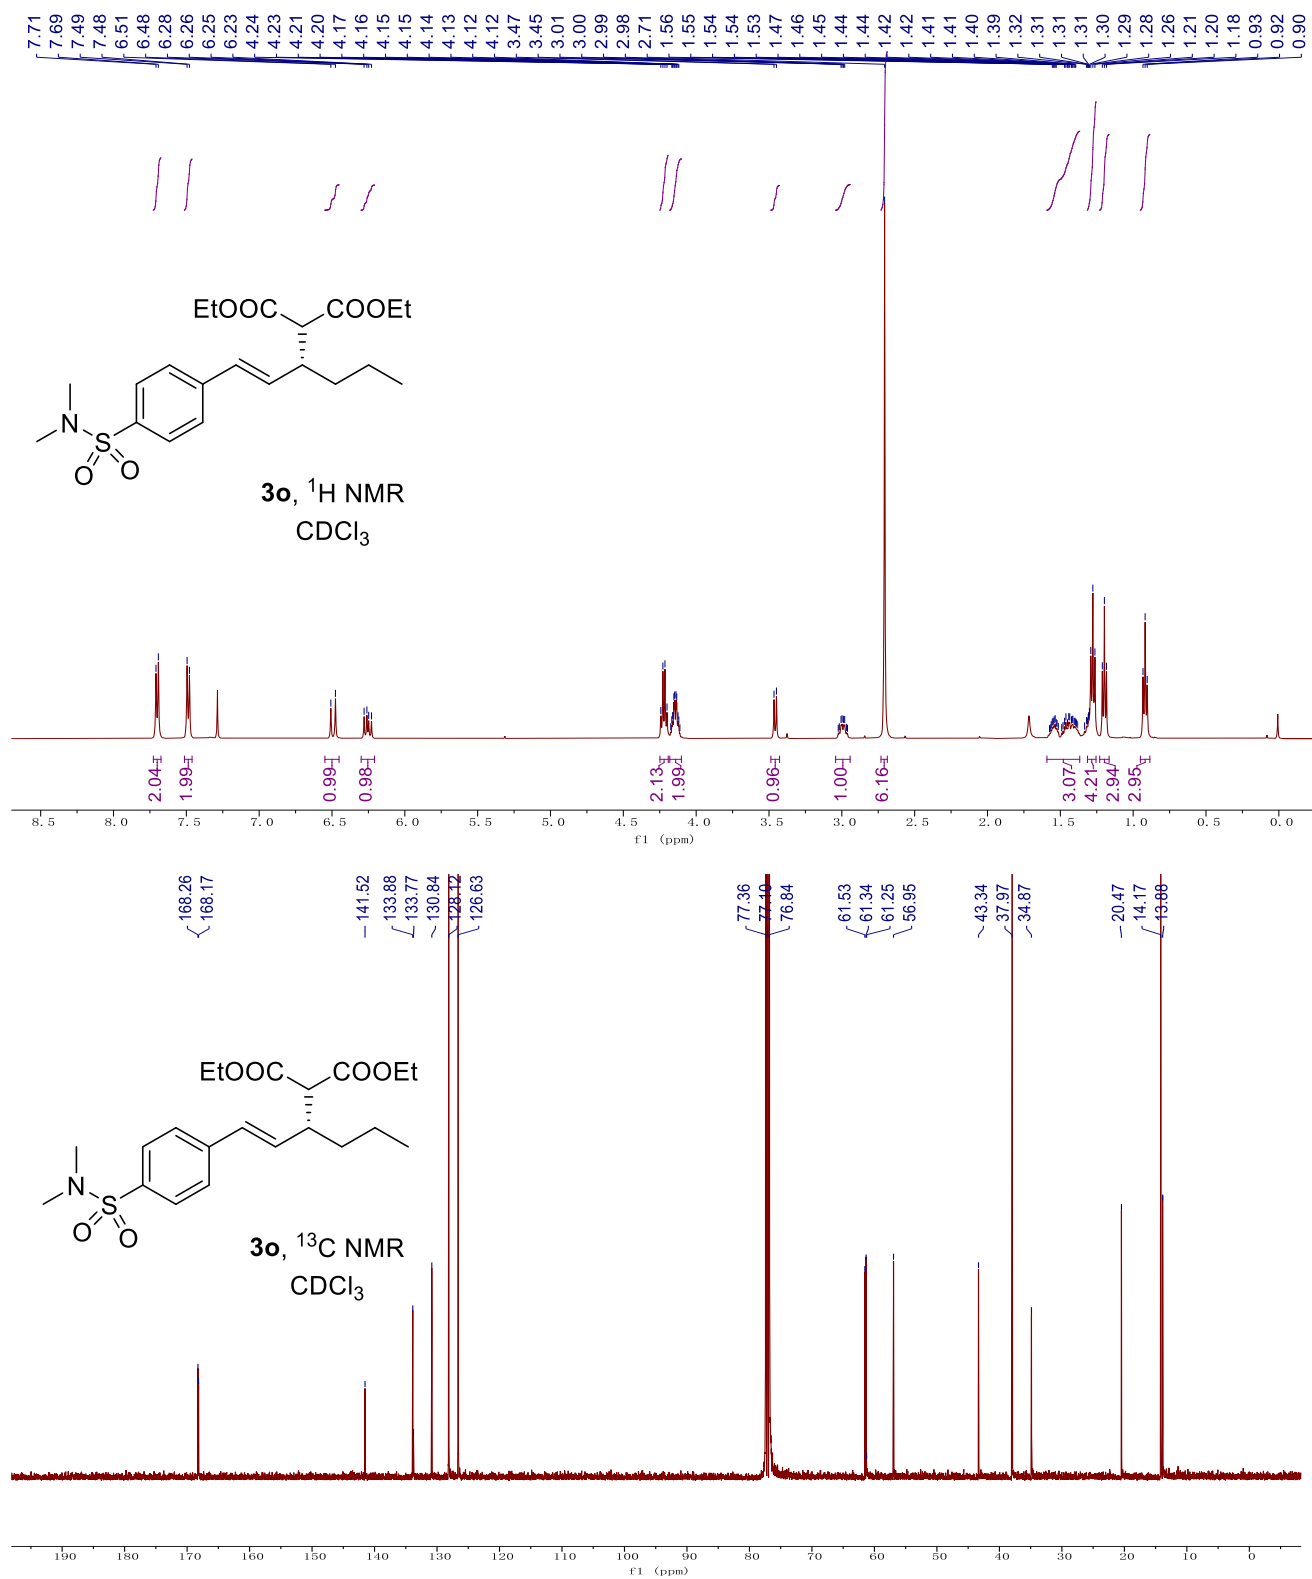 7.71 7.69 7.49 7.48 6.51 6.48 6.28 6.26 6.25 6.23 4.24 4.23 4.21 4.20 4.17 4.16 4.15 4.15 4.14 4.13 4.12 4.12 3.47 3.45 3.01 3.00 2.99 2.98 2.71 1.56 1.55 1.54 1.54 1.53 1.47 1.46 1.45 1.44 1.44 1.42 1.42 1.41 1.41 1.40 1.39 1.32 1.31 1.31 1.31 1.30 1.29 1.28 1.26 1.21 1.20 1.18 0.93 0.92 0.90
EtOOC COOEt
N
S
O O
3o, ¹H NMR
CDCl₃
2.04 1.99 0.99 0.98 2.13 1.99 0.96 1.00 6.16 3.07 4.21 2.94 2.95
8.5 8.0 7.5 7.0 6.5 6.0 5.5 5.0 4.5 4.0 3.5 3.0 2.5 2.0 1.5 1.0 0.5 0.0
f1 (ppm)
168.26 168.17 141.52 133.88 133.77 130.84 128.12 126.63 77.36 77.10 76.84 61.53 61.34 61.25 56.95 43.34 37.97 34.87 20.47 14.17 13.88
EtOOC COOEt
N
S
O O
3o, ¹³C NMR
CDCl₃
190 180 170 160 150 140 130 120 110 100 90 80 70 60 50 40 30 20 10 0
f1 (ppm)